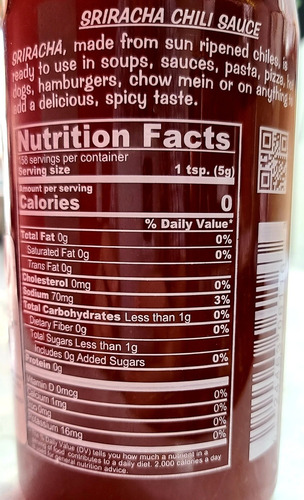 SRIRACHA CHILI SAUCE
SRIRACHA, made from sun ripened chiles, is
ready to use in soups, sauces, pasta, pizza, hot
dogs, hamburgers, chow mein or on anything to
add a delicious, spicy taste.
Nutrition Facts
158 servings per container
Serving size 1 tsp. (5g)
Amount per serving
Calories 0
% Daily Value*
Total Fat 0g 0%
Saturated Fat 0g 0%
Trans Fat 0g
Cholesterol 0mg 0%
Sodium 70mg 3%
Total Carbohydrates Less than 1g 0%
Dietary Fiber 0g 0%
Total Sugars Less than 1g
Includes 0g Added Sugars 0%
Protein 0g
Vitamin D 0mcg 0%
Calcium 1mg 0%
Iron 0mg 0%
Potassium 16mg 0%
% Daily Value (DV) tells you how much a nutrient in a
of food contributes to a daily diet. 2,000 calories a day
general nutrition advice.